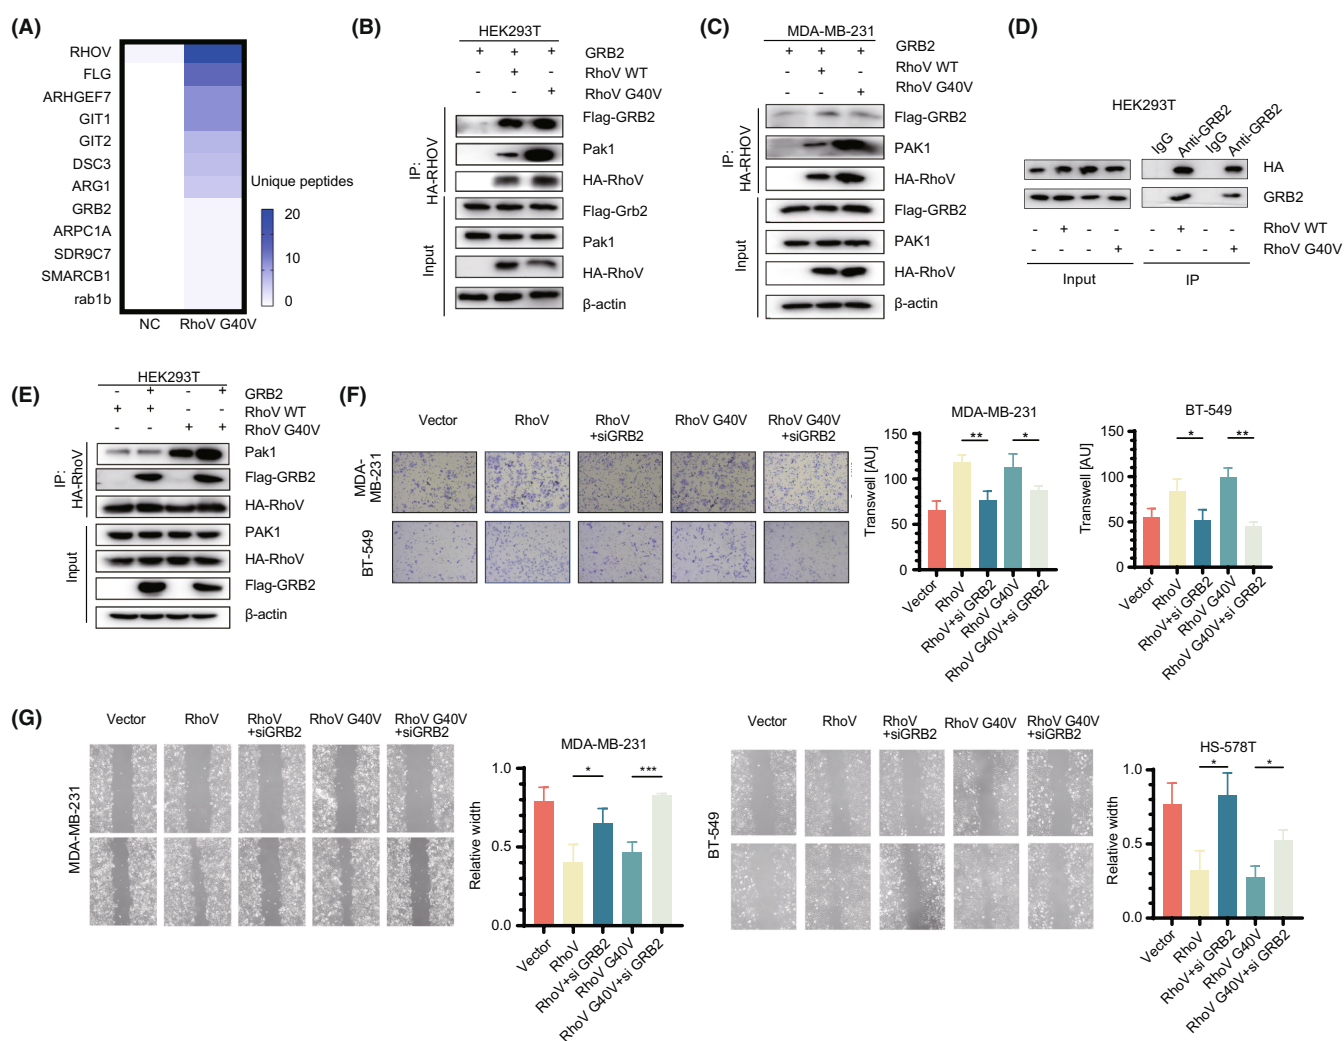 (A)
RHOV
FLG
ARHGEF7
GIT1
GIT2
DSC3
ARG1
GRB2
ARPC1A
SDR9C7
SMARCB1
rab1b
NC
RhoV G40V
Unique peptides
20
10
0
(B)
HEK293T
+ + + GRB2
- + - RhoV WT
- - + RhoV G40V
IP:
HA-RHOV
Flag-GRB2
Pak1
HA-RhoV
Input
Flag-Grb2
Pak1
HA-RhoV
β-actin
(C)
MDA-MB-231
+ + + GRB2
- + - RhoV WT
- - + RhoV G40V
IP:
HA-RHOV
Flag-GRB2
PAK1
HA-RHOV
Input
Flag-GRB2
PAK1
HA-RHOV
β-actin
(D)
HEK293T
IgG
Anti-GRB2
IgG
Anti-GRB2
HA
GRB2
- + - - - + - - RhoV WT
- - - + - - - + RhoV G40V
Input
IP
(E)
HEK293T
- + - + GRB2
+ + - - RhoV WT
- - + + RhoV G40V
IP:
HA-RhoV
Pak1
Flag-GRB2
HA-RhoV
Input
PAK1
HA-RhoV
Flag-GRB2
β-actin
(F)
Vector
RhoV
RhoV
+siGRB2
RhoV G40V
RhoV G40V
+siGRB2
MDA-
MB-231
BT-549
MDA-MB-231
Transwell [AU]
150
100
50
0
** *
Vector
RhoV
RhoV+si GRB2
RhoV G40V
RhoV G40V+si GRB2
BT-549
Transwell [AU]
150
100
50
0
* **
Vector
RhoV
RhoV+si GRB2
RhoV G40V
RhoV G40V+si GRB2
(G)
Vector
RhoV
RhoV
+siGRB2
RhoV G40V
RhoV G40V
+siGRB2
MDA-MB-231
MDA-MB-231
Relative width
1.0
0.5
0.0
* ***
Vector
RhoV
RhoV+si GRB2
RhoV G40V
RhoV G40V+si GRB2
Vector
RhoV
RhoV
+siGRB2
RhoV G40V
RhoV G40V
+siGRB2
BT-549
HS-578T
Relative width
1.0
0.5
0.0
* *
Vector
RhoV
RhoV+si GRB2
RhoV G40V
RhoV G40V+si GRB2